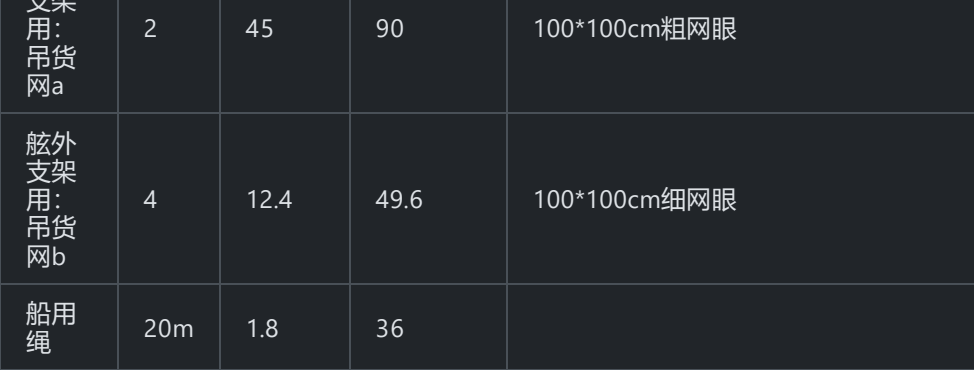 支架
用：
吊货
网a
2
45
90
100*100cm粗网眼
舷外
支架
用：
吊货
网b
4
12.4
49.6
100*100cm细网眼
船用
绳
20m
1.8
36